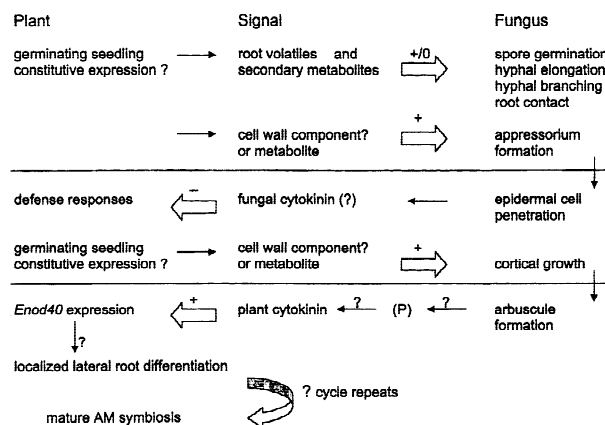 Plant Signal Fungus
germinating seedling root volatiles and +/0 spore germination
constitutive expression ? secondary metabolites hyphal elongation
hyphal branching
root contact
+
cell wall component? appressorium
or metabolite formation
−
defense responses fungal cytokinin (?) epidermal cell
penetration
germinating seedling cell wall component? +
constitutive expression ? or metabolite cortical growth
+ ? ?
Enod40 expression plant cytokinin (P) arbuscule
formation
?
localized lateral root differentiation
? cycle repeats
mature AM symbiosis